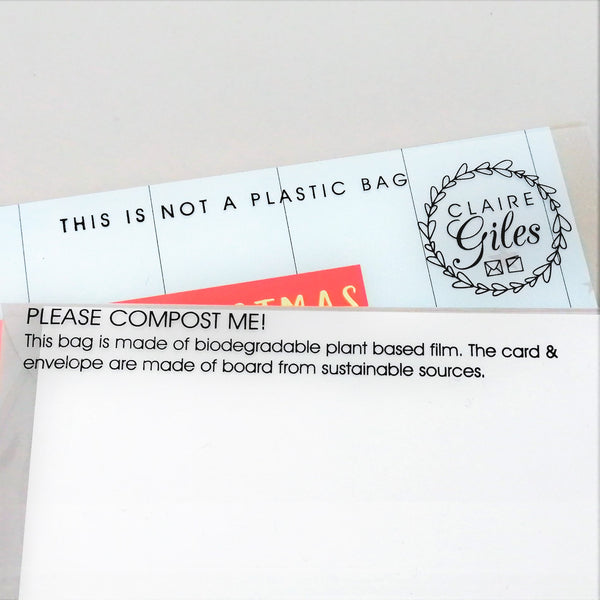 THIS IS NOT A PLASTIC BAG
CLAIRE
Giles
PLEASE COMPOST ME!
This bag is made of biodegradable plant based film. The card &
envelope are made of board from sustainable sources.